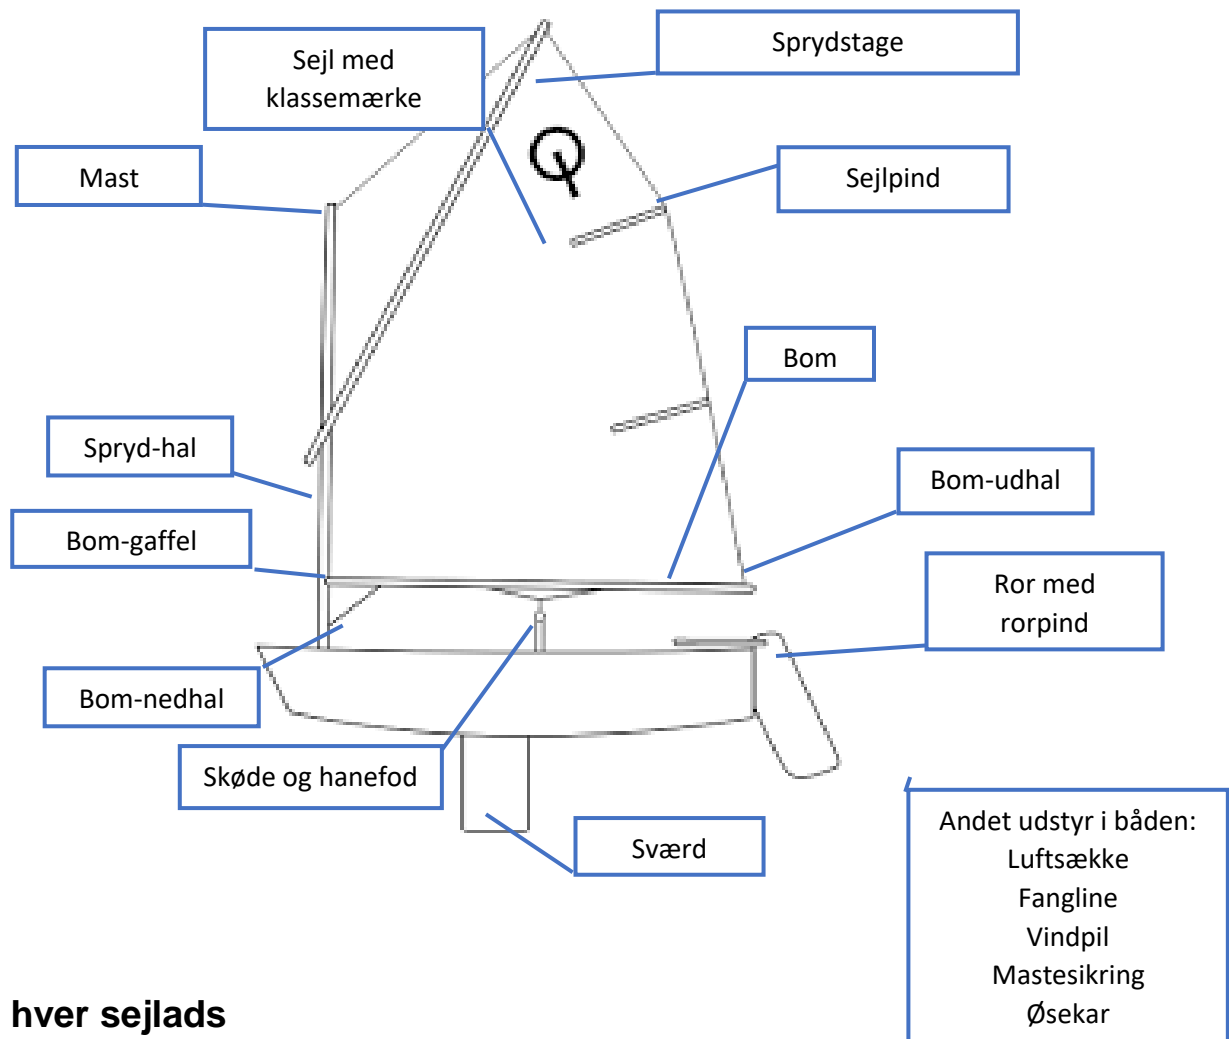 Sprydstage
Sejl med
klassemærke
Mast
Sejlpind
Bom
Spryd-hal
Bom-udhal
Bom-gaffel
Ror med
rorpind
Bom-nedhal
Skøde og hanefod
Sværd
Andet udstyr i båden:
Luftsække
Fangline
Vindpil
Mastesikring
Øsekar
hver sejlads